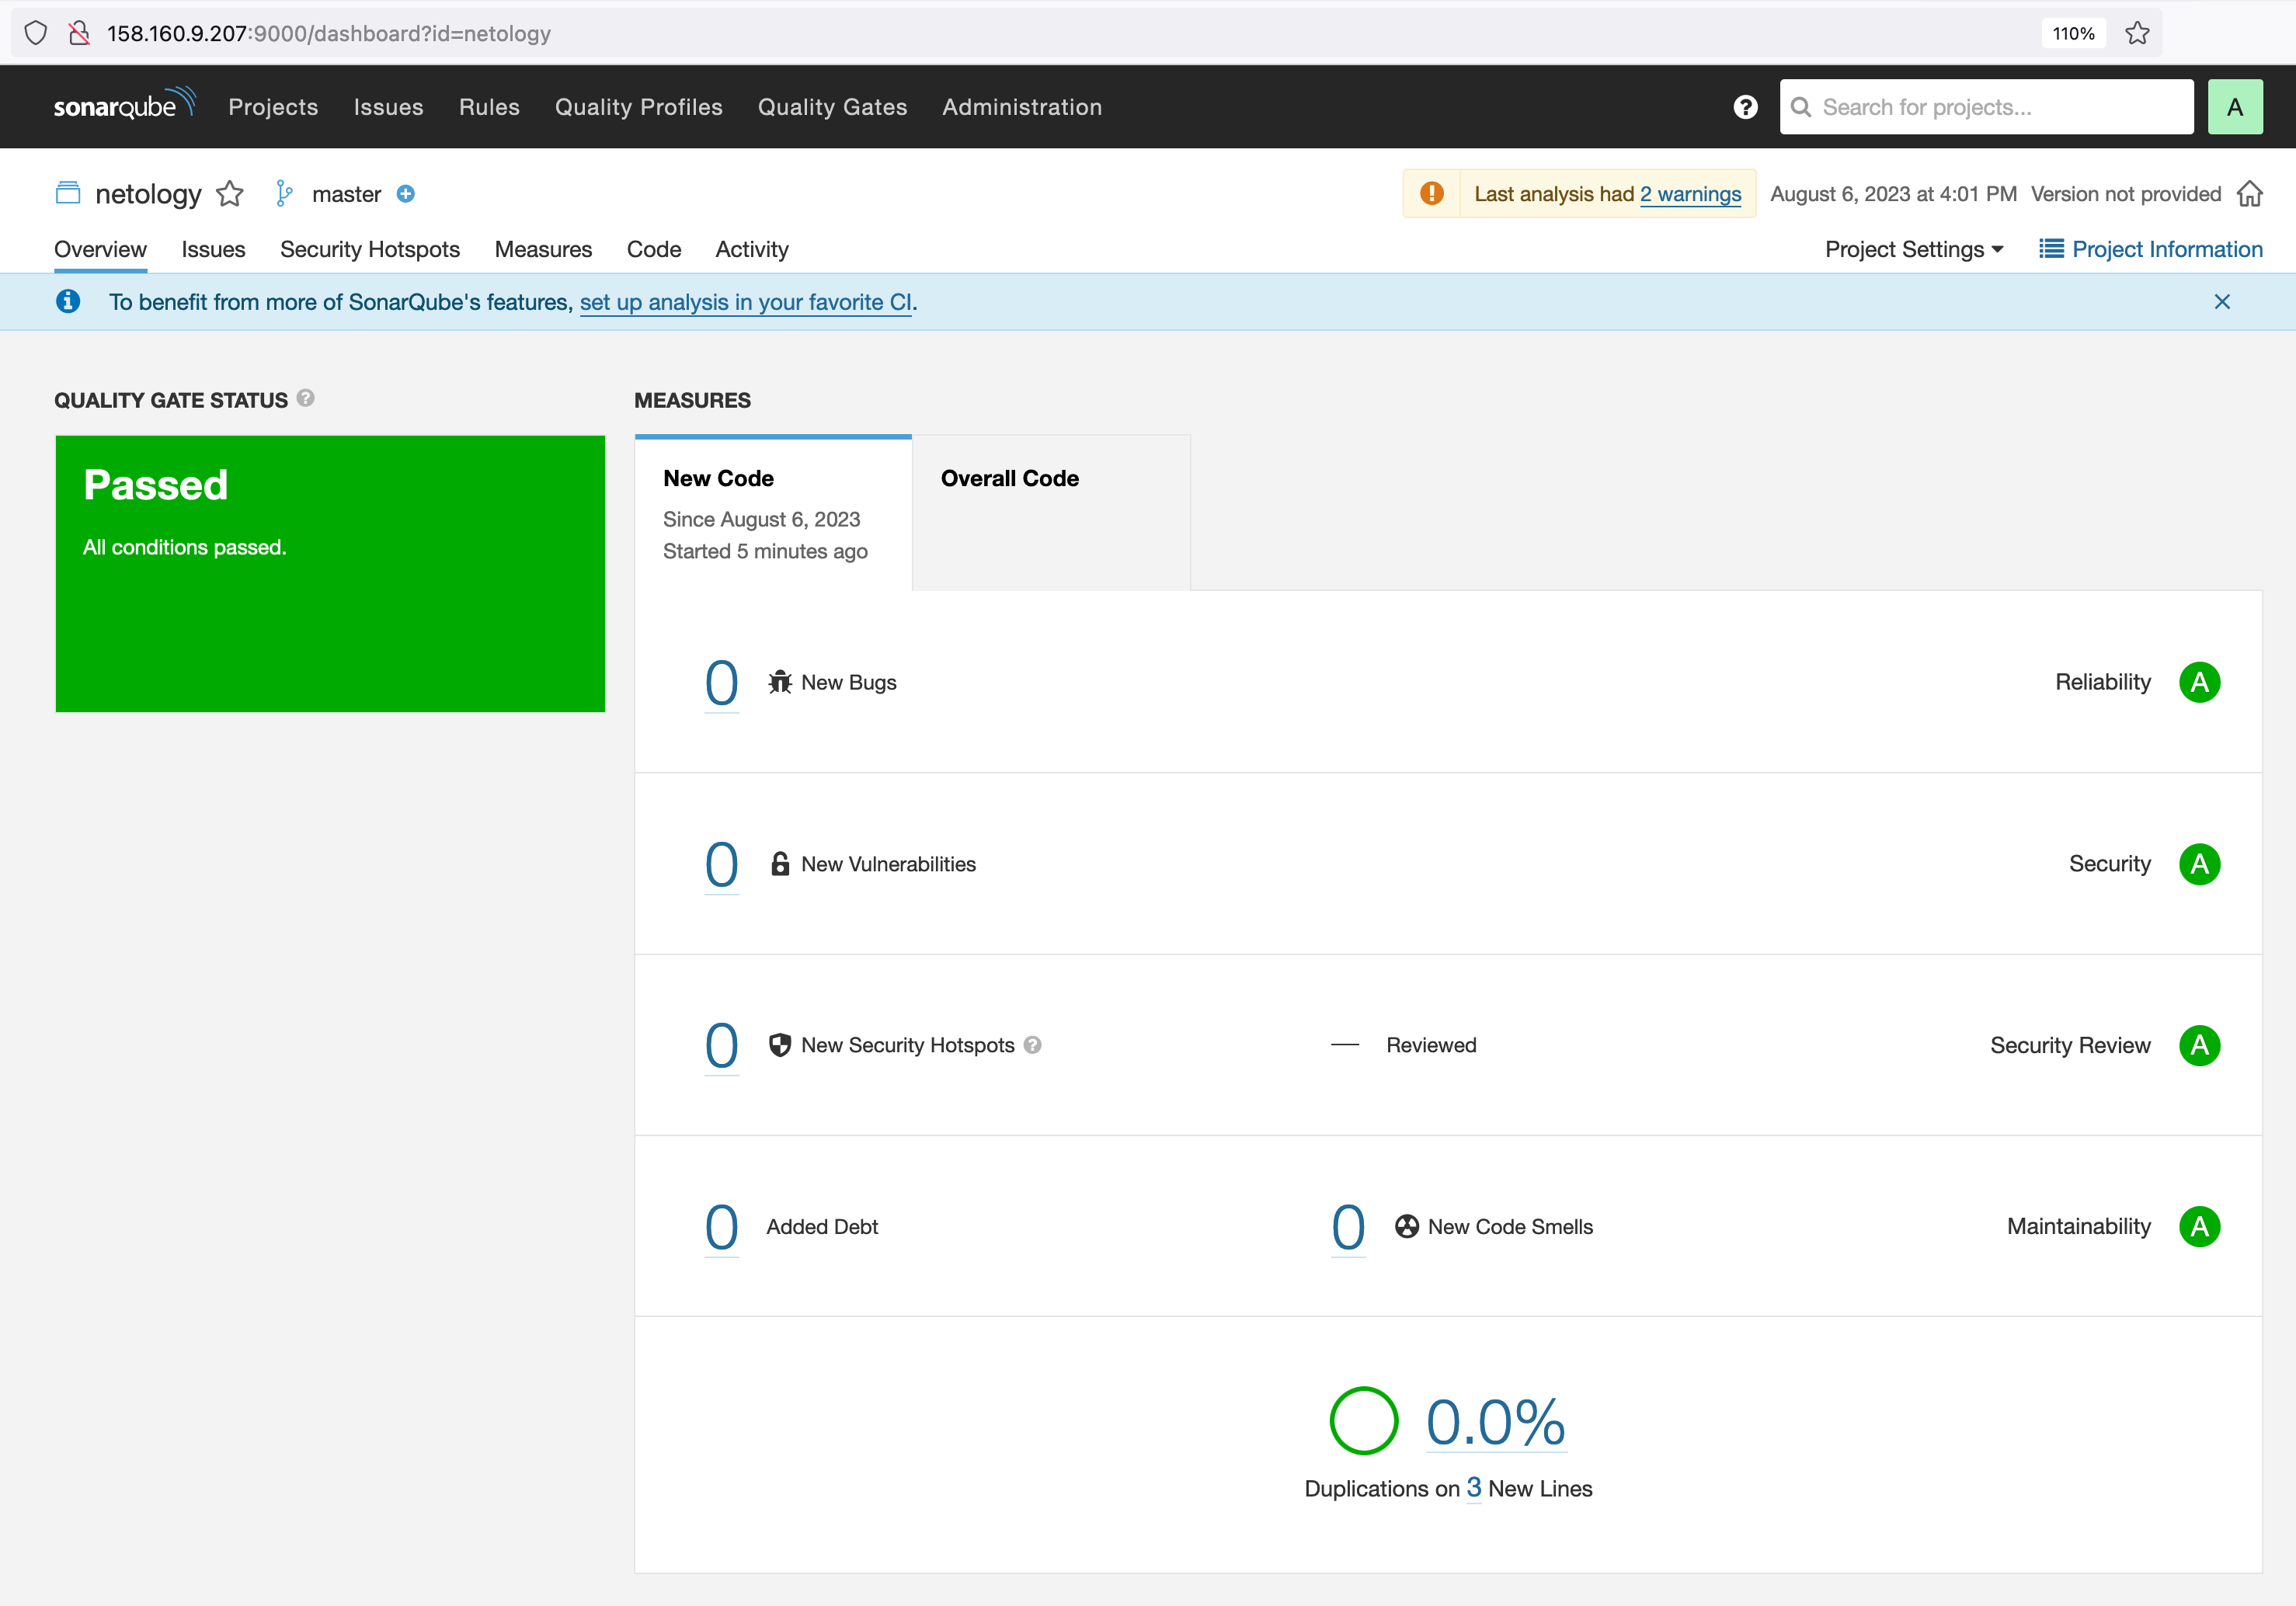 158.160.9.207:9000/dashboard?id=netology
110%
sonarqube Projects Issues Rules Quality Profiles Quality Gates Administration
? Search for projects... A
netology master
! Last analysis had 2 warnings August 6, 2023 at 4:01 PM Version not provided
Overview Issues Security Hotspots Measures Code Activity
Project Settings Project Information
To benefit from more of SonarQube's features, set up analysis in your favorite CI.
QUALITY GATE STATUS ?
Passed
All conditions passed.
MEASURES
New Code
Since August 6, 2023
Started 5 minutes ago
Overall Code
0 New Bugs Reliability A
0 New Vulnerabilities Security A
0 New Security Hotspots ? — Reviewed Security Review A
0 Added Debt 0 New Code Smells Maintainability A
0.0%
Duplications on 3 New Lines